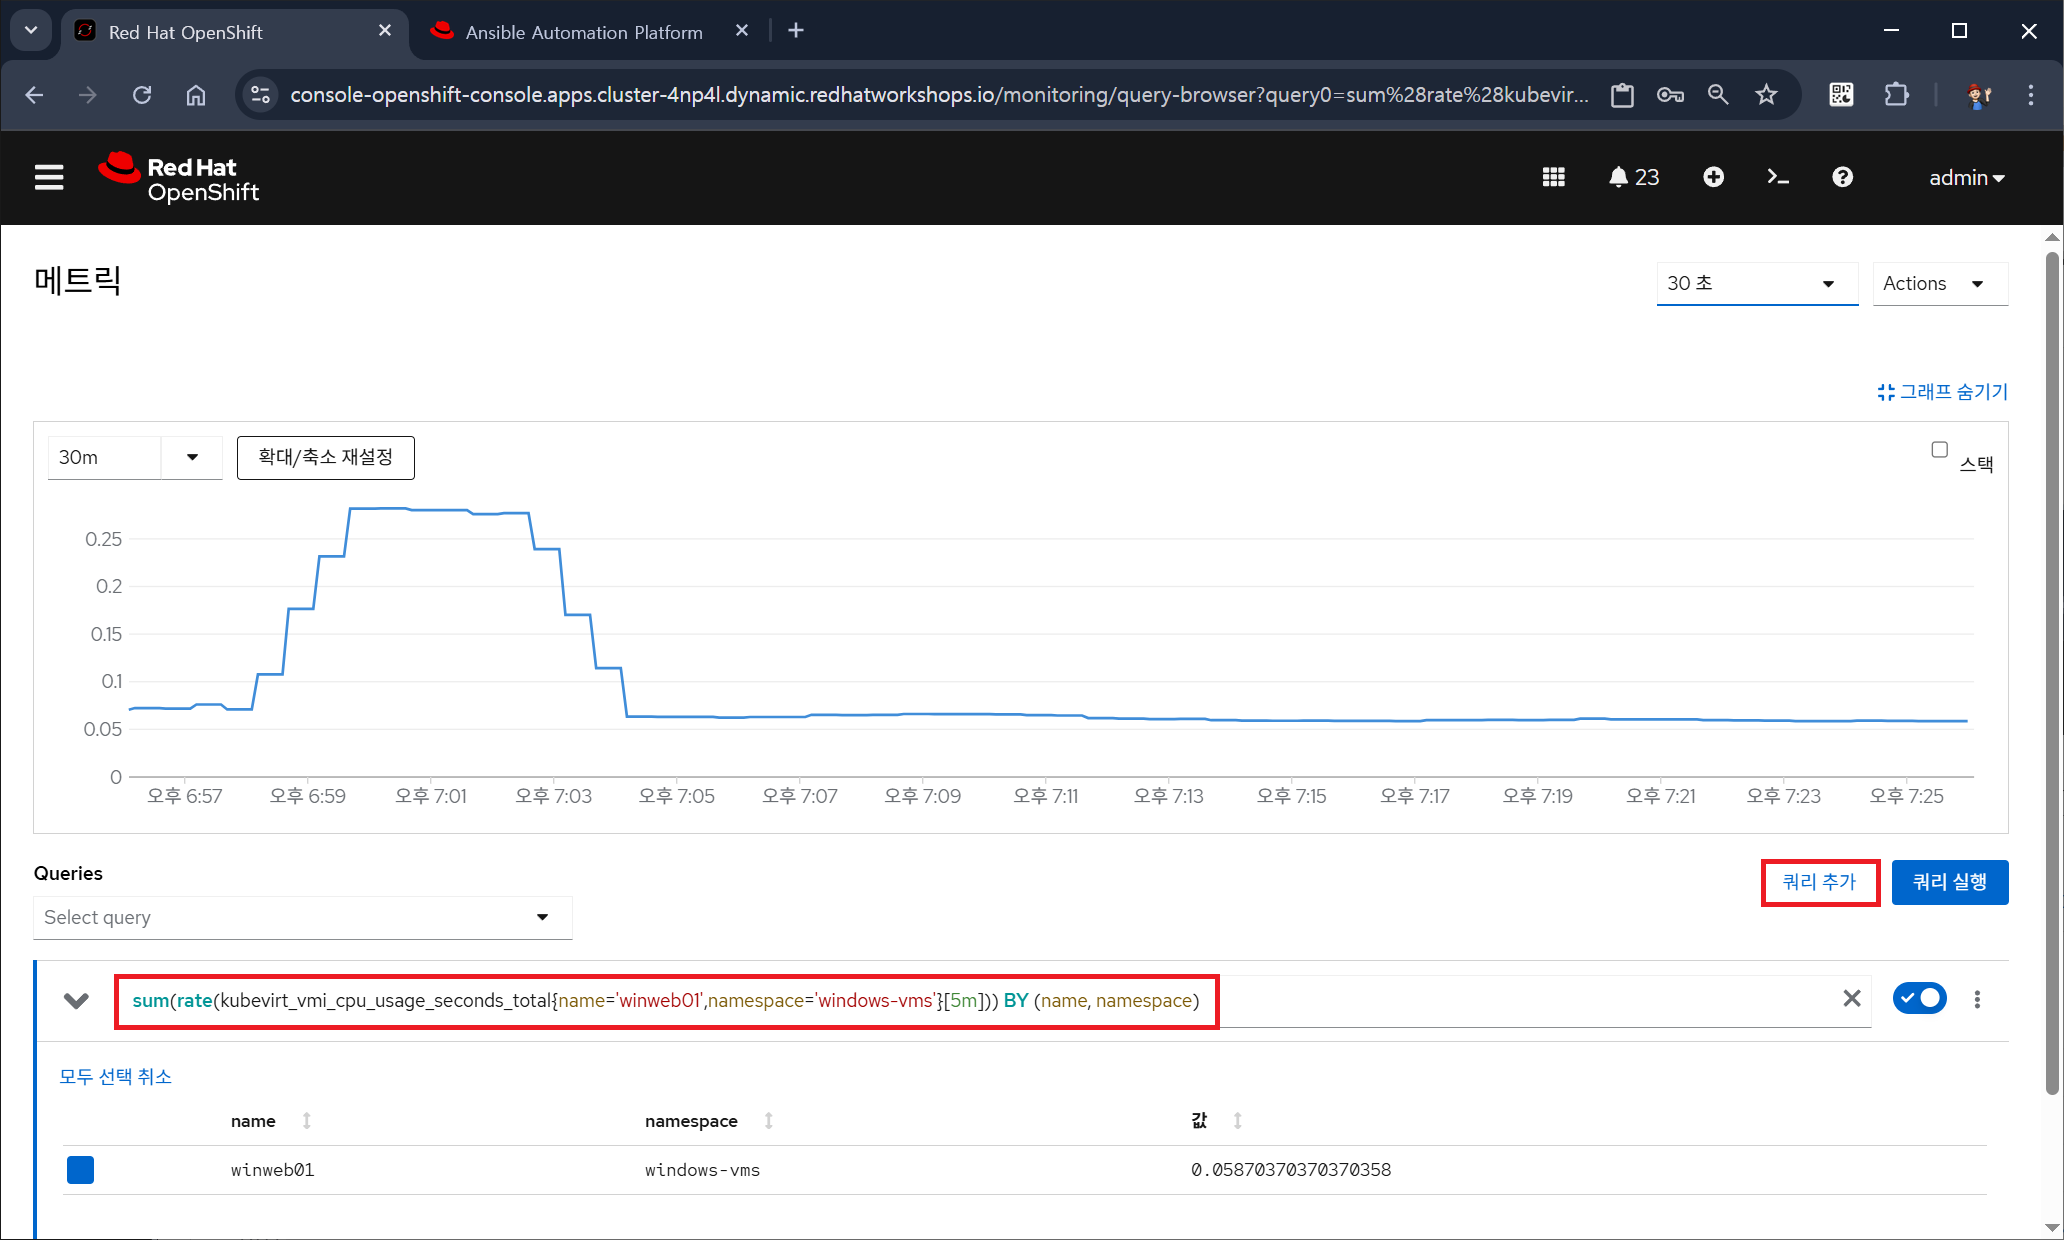 Red Hat OpenShift
Ansible Automation Platform
console-openshift-console.apps.cluster-4np4l.dynamic.redhatworkshops.io/monitoring/query-browser?query0=sum%28rate%28kubevir...
Red Hat
OpenShift
23
admin
메트릭
30 초
Actions
그래프 숨기기
30m
확대/축소 재설정
스택
0.25
0.2
0.15
0.1
0.05
0
오후 6:57
오후 6:59
오후 7:01
오후 7:03
오후 7:05
오후 7:07
오후 7:09
오후 7:11
오후 7:13
오후 7:15
오후 7:17
오후 7:19
오후 7:21
오후 7:23
오후 7:25
Queries
쿼리 추가
쿼리 실행
Select query
sum(rate(kubevirt_vmi_cpu_usage_seconds_total{name='winweb01',namespace='windows-vms'}[5m])) BY (name, namespace)
모두 선택 취소
name
namespace
값
winweb01
windows-vms
0.05870370370370358